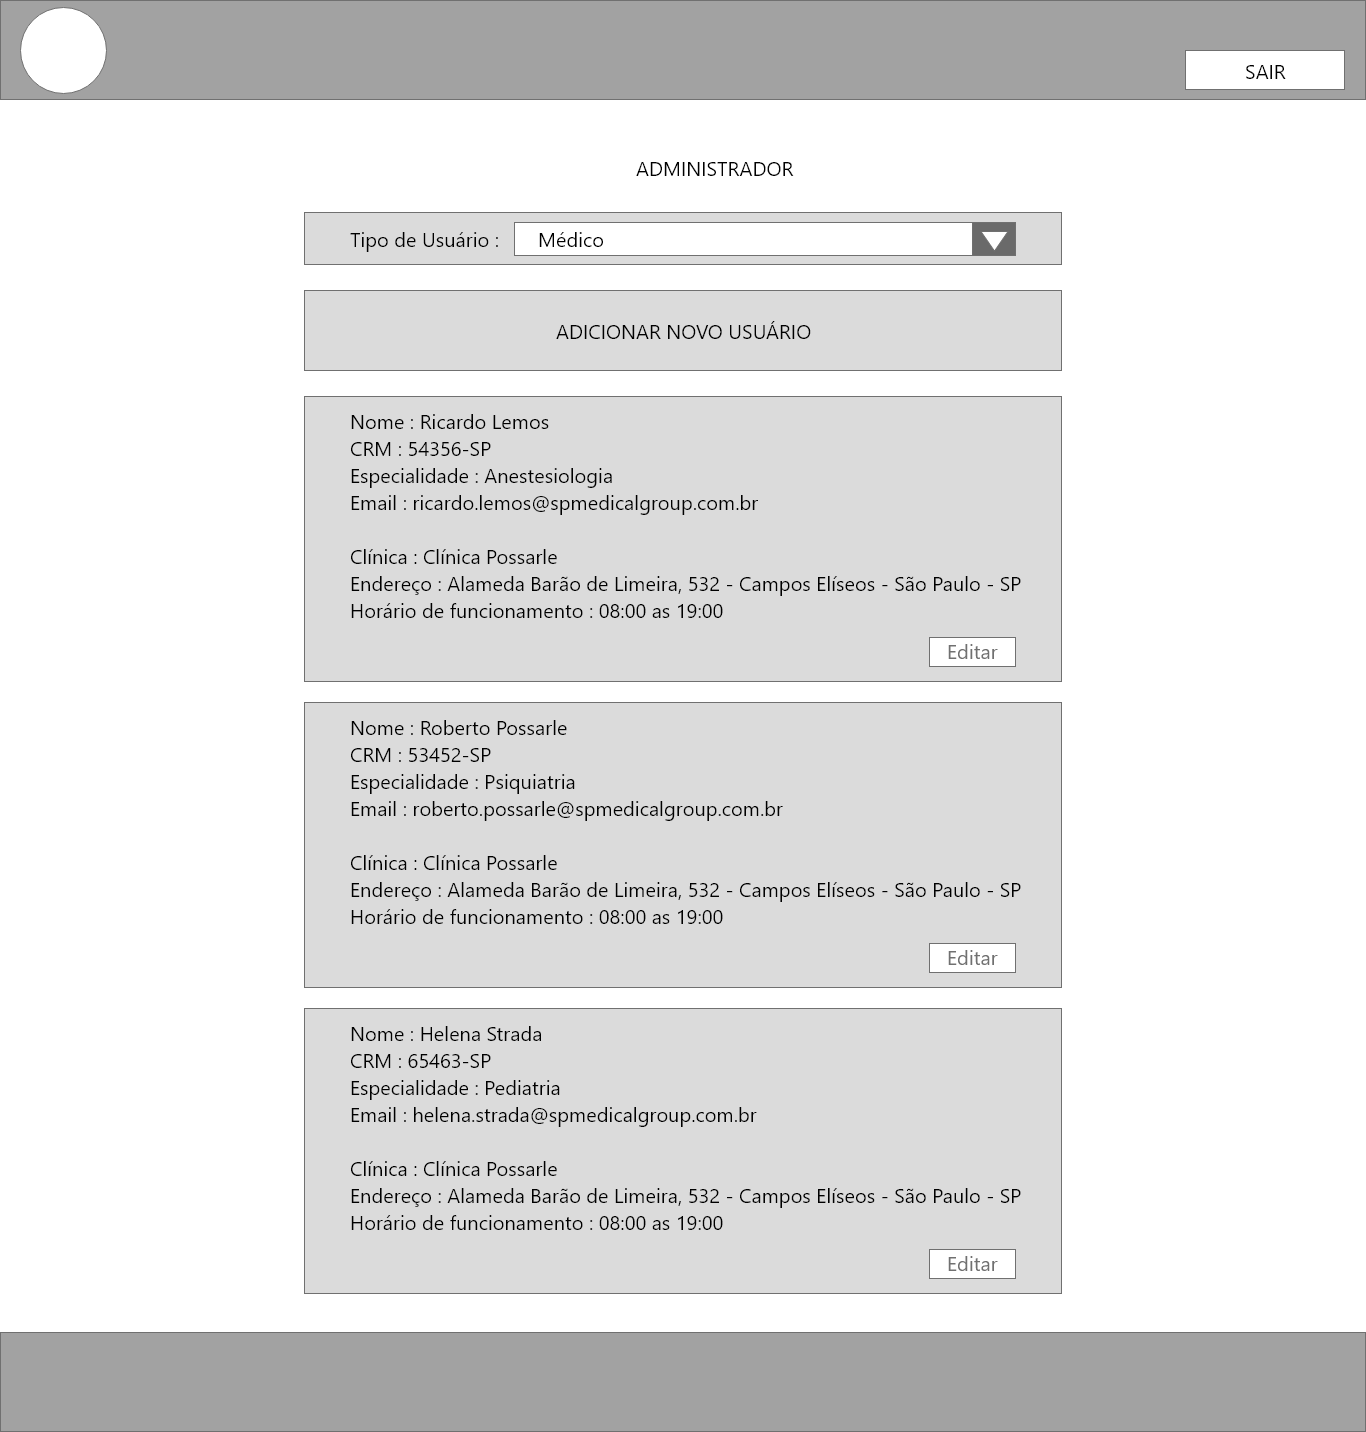 SAIR
ADMINISTRADOR
Tipo de Usuário : Médico
ADICIONAR NOVO USUÁRIO
Nome : Ricardo Lemos
CRM : 54356-SP
Especialidade : Anestesiologia
Email : ricardo.lemos@spmedicalgroup.com.br
Clínica : Clínica Possarle
Endereço : Alameda Barão de Limeira, 532 - Campos Elíseos - São Paulo - SP
Horário de funcionamento : 08:00 as 19:00
Editar
Nome : Roberto Possarle
CRM : 53452-SP
Especialidade : Psiquiatria
Email : roberto.possarle@spmedicalgroup.com.br
Clínica : Clínica Possarle
Endereço : Alameda Barão de Limeira, 532 - Campos Elíseos - São Paulo - SP
Horário de funcionamento : 08:00 as 19:00
Editar
Nome : Helena Strada
CRM : 65463-SP
Especialidade : Pediatria
Email : helena.strada@spmedicalgroup.com.br
Clínica : Clínica Possarle
Endereço : Alameda Barão de Limeira, 532 - Campos Elíseos - São Paulo - SP
Horário de funcionamento : 08:00 as 19:00
Editar